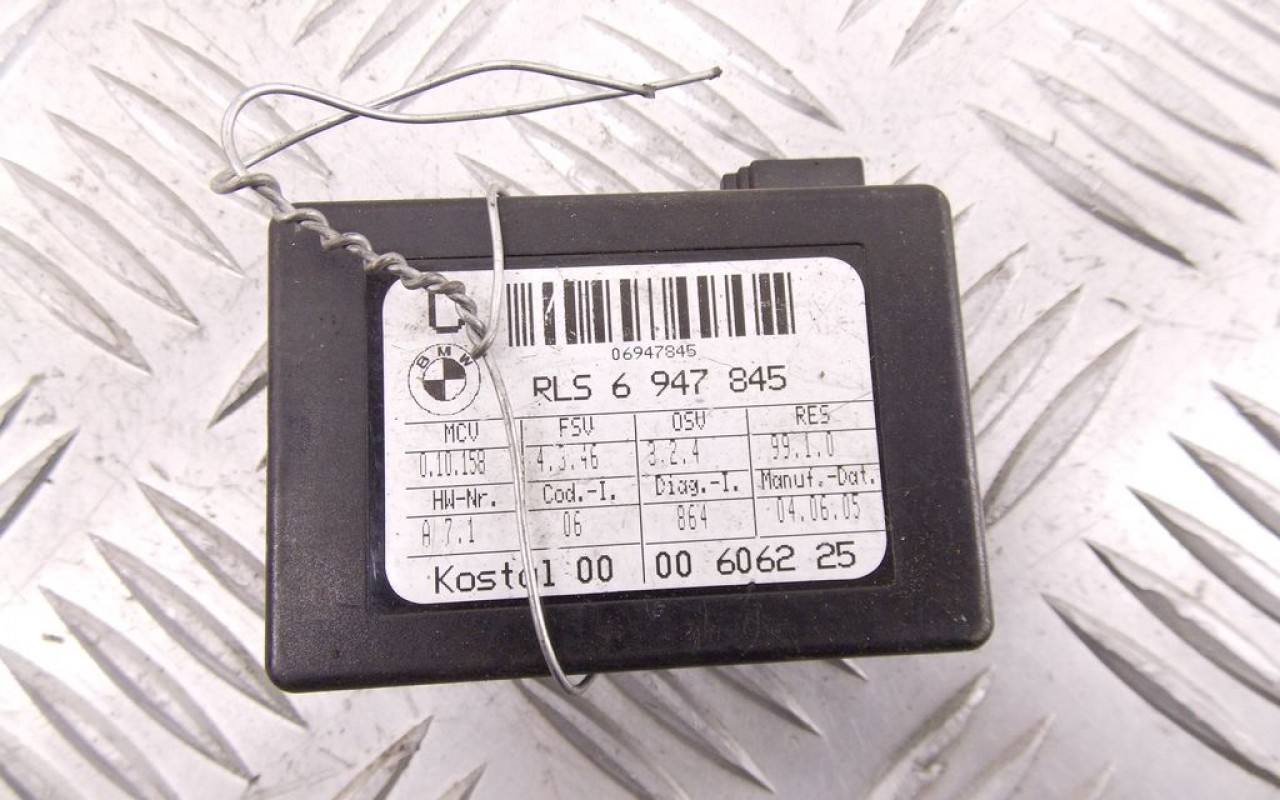 06947845
BMW
RLS 6 947 845
MCV FSV OSV RES
0.10.158 4.3.46 3.2.4 99.1.0
HW-Nr. Cod.-I. Diag.-I. Manuf.-Dat.
A 7.1 06 864 04.06.05
Kostal 00 00 6062 25